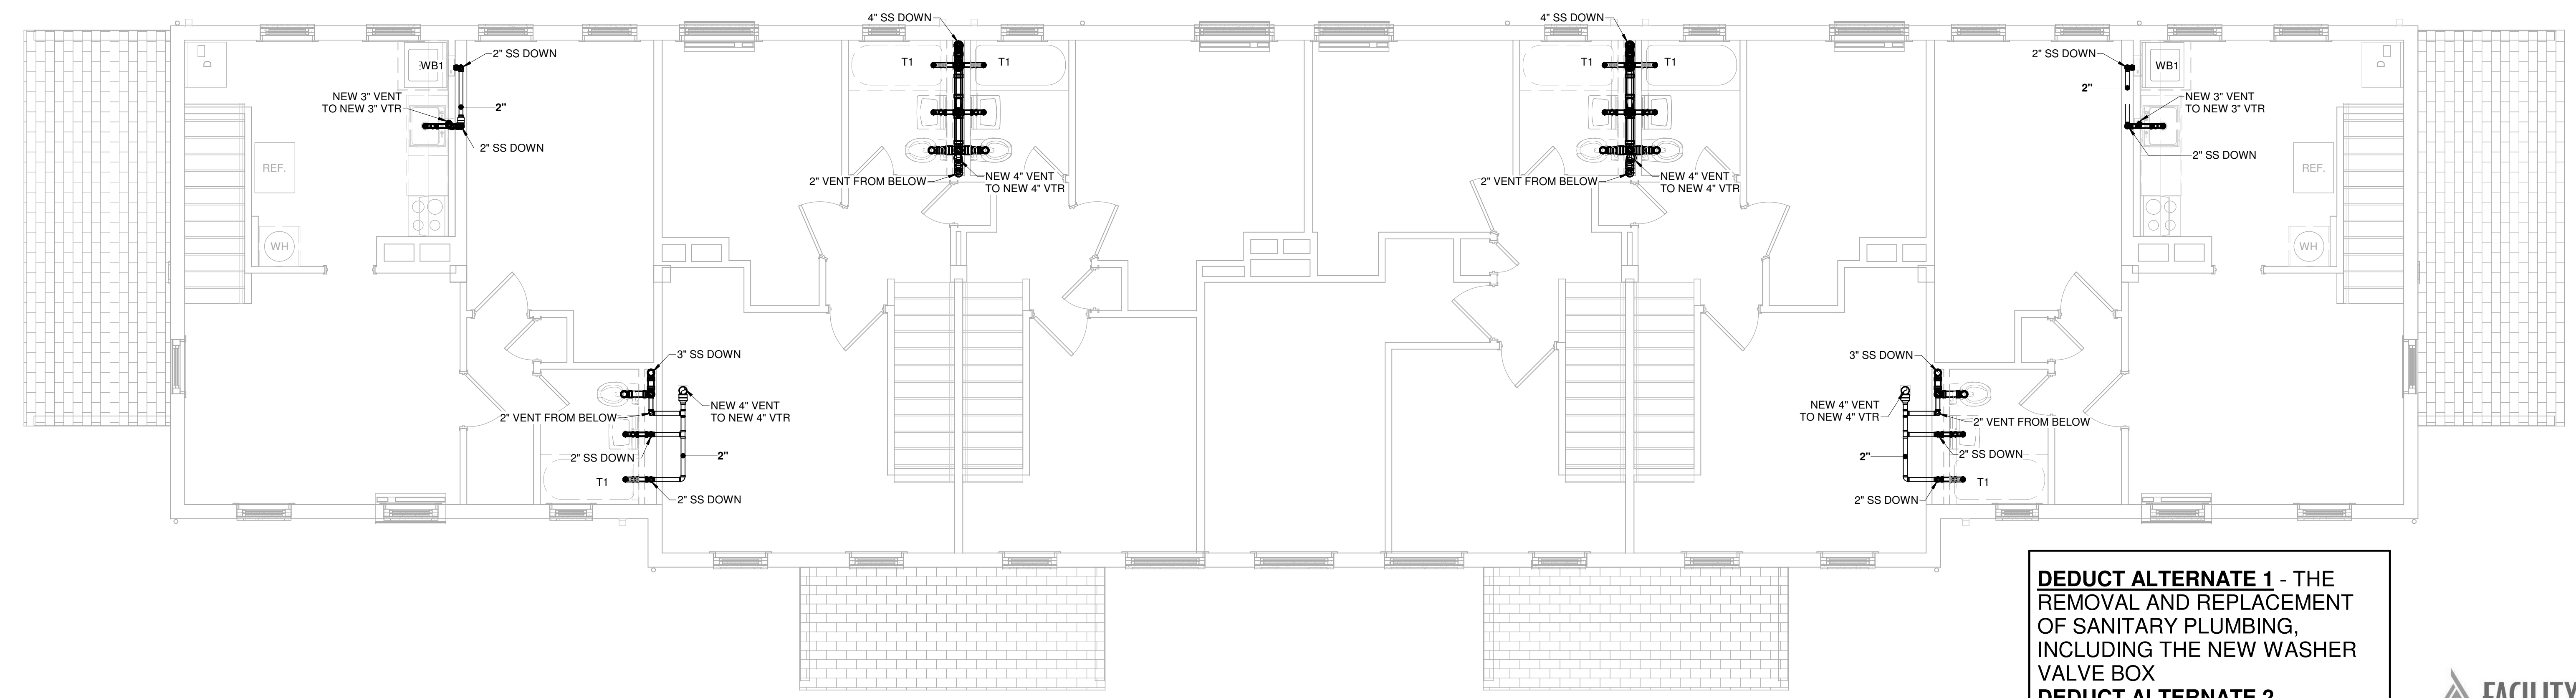 4" SS DOWN
4" SS DOWN
2" SS DOWN
WB1
T1
T1
T1
T1
2" SS DOWN
WB1
D
D
NEW 3" VENT
TO NEW 3" VTR
2"
2"
NEW 3" VENT
TO NEW 3" VTR
2" SS DOWN
2" SS DOWN
REF.
REF.
2" VENT FROM BELOW
NEW 4" VENT
TO NEW 4" VTR
2" VENT FROM BELOW
NEW 4" VENT
TO NEW 4" VTR
WH
WH
3" SS DOWN
3" SS DOWN
NEW 4" VENT
TO NEW 4" VTR
2" VENT FROM BELOW
NEW 4" VENT
TO NEW 4" VTR
2" VENT FROM BELOW
2" SS DOWN
2"
2"
2" SS DOWN
T1
T1
2" SS DOWN
2" SS DOWN
DEDUCT ALTERNATE 1 - THE
REMOVAL AND REPLACEMENT
OF SANITARY PLUMBING,
INCLUDING THE NEW WASHER
VALVE BOX
DEDUCT ALTERNATE 2
FACILITY